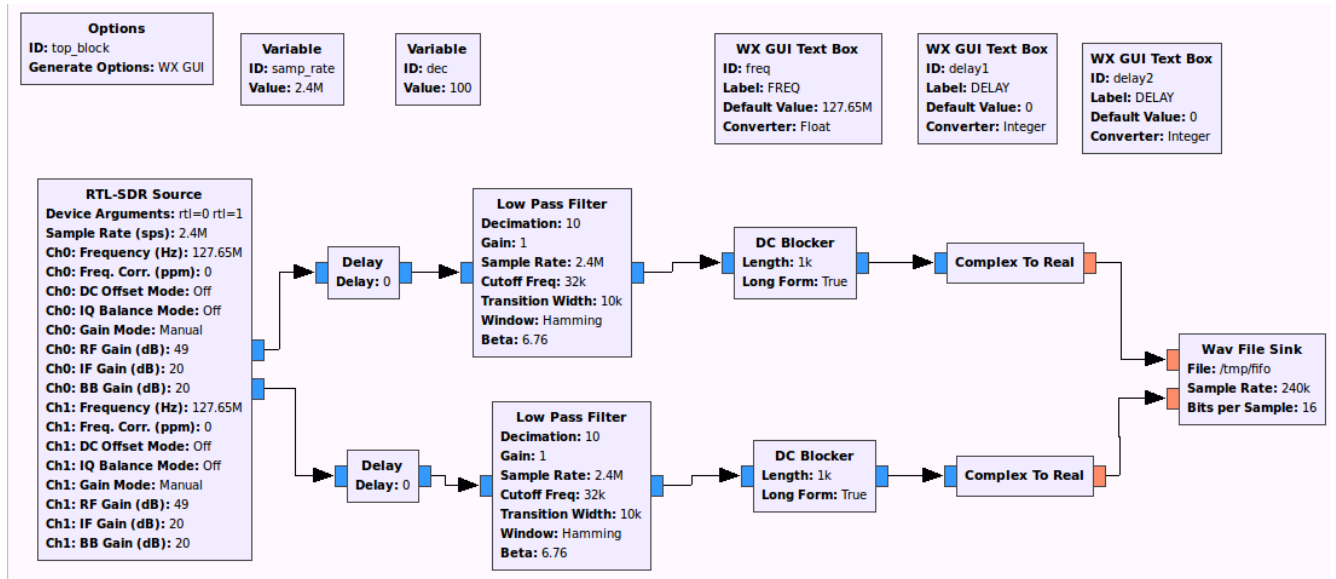 Options
ID: top_block
Generate Options: WX GUI
Variable
ID: samp_rate
Value: 2.4M
Variable
ID: dec
Value: 100
WX GUI Text Box
ID: freq
Label: FREQ
Default Value: 127.65M
Converter: Float
WX GUI Text Box
ID: delay1
Label: DELAY
Default Value: 0
Converter: Integer
WX GUI Text Box
ID: delay2
Label: DELAY
Default Value: 0
Converter: Integer
RTL-SDR Source
Device Arguments: rtl=0 rtl=1
Sample Rate (sps): 2.4M
Ch0: Frequency (Hz): 127.65M
Ch0: Freq. Corr. (ppm): 0
Ch0: DC Offset Mode: Off
Ch0: IQ Balance Mode: Off
Ch0: Gain Mode: Manual
Ch0: RF Gain (dB): 49
Ch0: IF Gain (dB): 20
Ch0: BB Gain (dB): 20
Ch1: Frequency (Hz): 127.65M
Ch1: Freq. Corr. (ppm): 0
Ch1: DC Offset Mode: Off
Ch1: IQ Balance Mode: Off
Ch1: Gain Mode: Manual
Ch1: RF Gain (dB): 49
Ch1: IF Gain (dB): 20
Ch1: BB Gain (dB): 20
Delay
Delay: 0
Low Pass Filter
Decimation: 10
Gain: 1
Sample Rate: 2.4M
Cutoff Freq: 32k
Transition Width: 10k
Window: Hamming
Beta: 6.76
DC Blocker
Length: 1k
Long Form: True
Complex To Real
Delay
Delay: 0
Low Pass Filter
Decimation: 10
Gain: 1
Sample Rate: 2.4M
Cutoff Freq: 32k
Transition Width: 10k
Window: Hamming
Beta: 6.76
DC Blocker
Length: 1k
Long Form: True
Complex To Real
Wav File Sink
File: /tmp/fifo
Sample Rate: 240k
Bits per Sample: 16